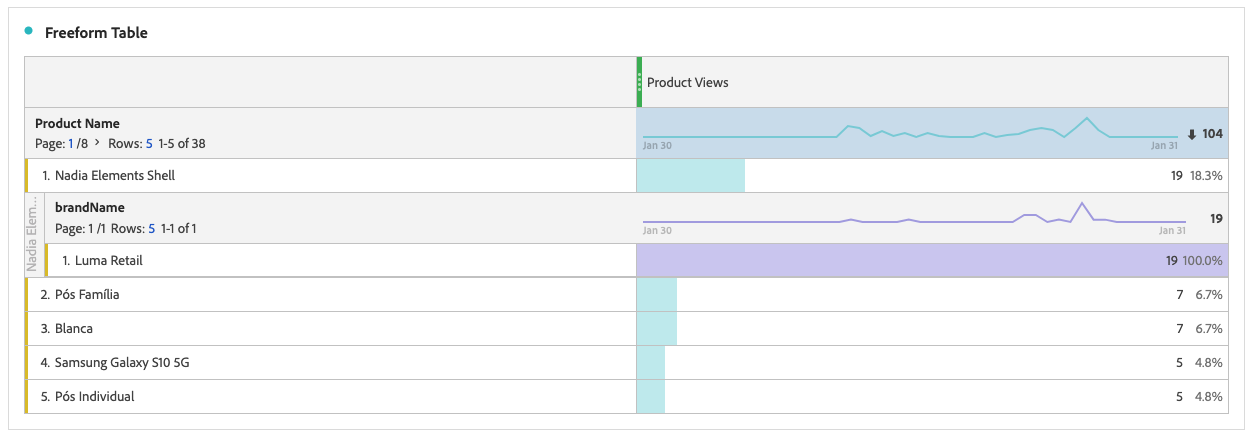 Freeform Table
Product Views
Product Name
Page: 1 /8 > Rows: 5 1-5 of 38
Jan 30
Jan 31
104
1. Nadia Elements Shell
19 18.3%
Nadia Elem...
brandName
Page: 1 /1 Rows: 5 1-1 of 1
Jan 30
Jan 31
19
1. Luma Retail
19 100.0%
2. Pós Família
7 6.7%
3. Blanca
7 6.7%
4. Samsung Galaxy S10 5G
5 4.8%
5. Pós Individual
5 4.8%